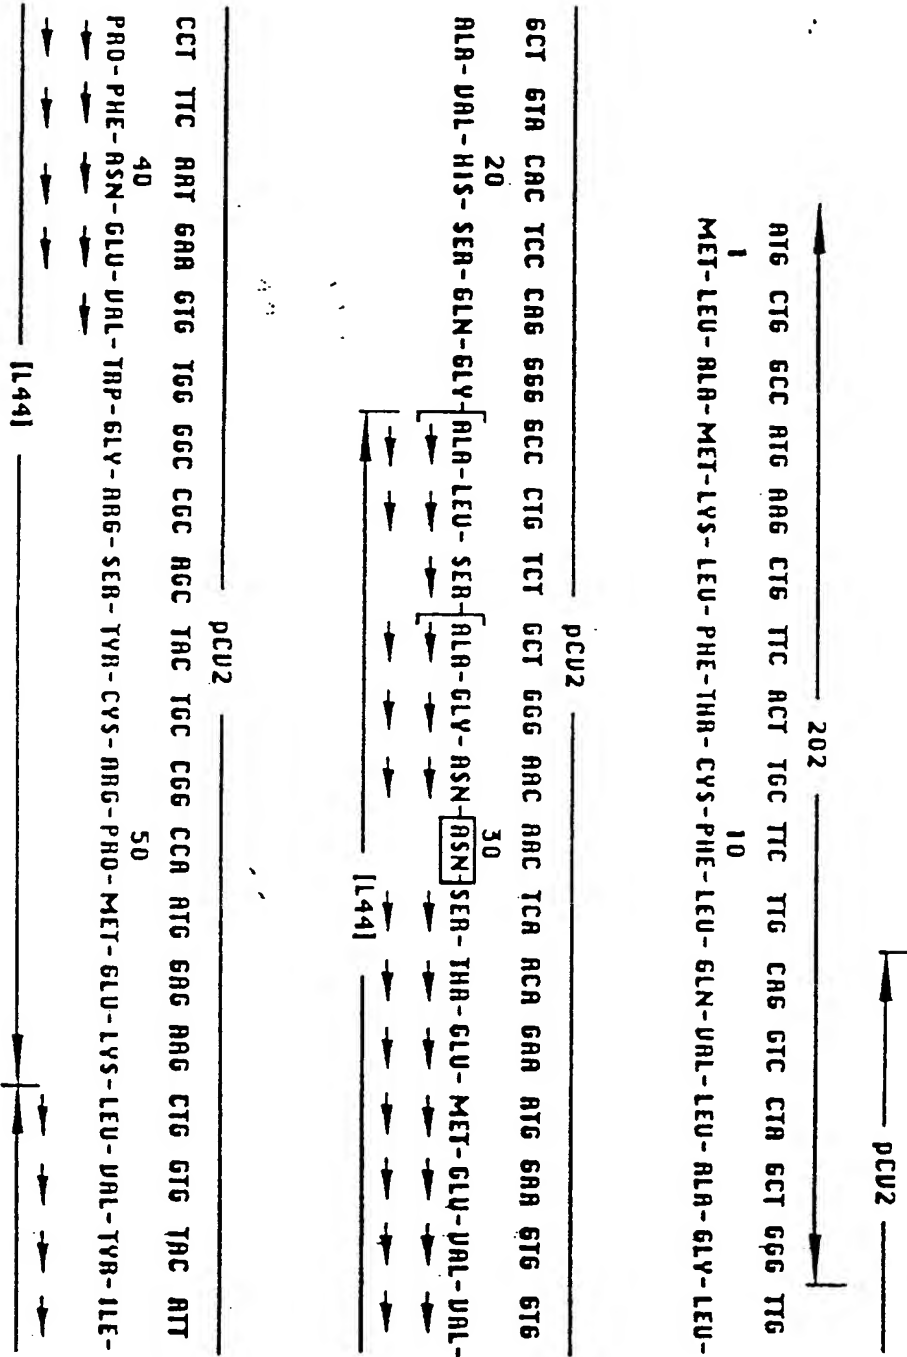 pCV2
202
ATG CTG GCC ATG AAG CTG TTC ACT TGC TTC TTG CAG GTC CTA GCT GGG TTG
1 10
MET-LEU-ALA-MET-LYS-LEU-PHE-THR-CYS-PHE-LEU-GLN-VAL-LEU-ALA-GLY-LEU-
pCV2
GCT GTA CAC TCC CAG GGG GCC CTG TCT GCT GGG AAC AAC TCA ACA GAA ATG GAA GTG GTG
20 30
ALA-VAL-HIS-SER-GLN-GLY-ALA-LEU-SER-ALA-GLY-ASN-ASN-SER-THR-GLU-MET-GLU-VAL-VAL-
[L44]
pCV2
CCT TTC AAT GAA GTG TGG GGC CGC AGC TAC TGC CGG CCA ATG GAG AAG CTG GTG TAC ATT
40 50
PRO-PHE-ASN-GLU-VAL-TRP-GLY-ARG-SER-TYR-CYS-ARG-PRO-MET-GLU-LYS-LEU-VAL-TYR-ILE-
[L44]